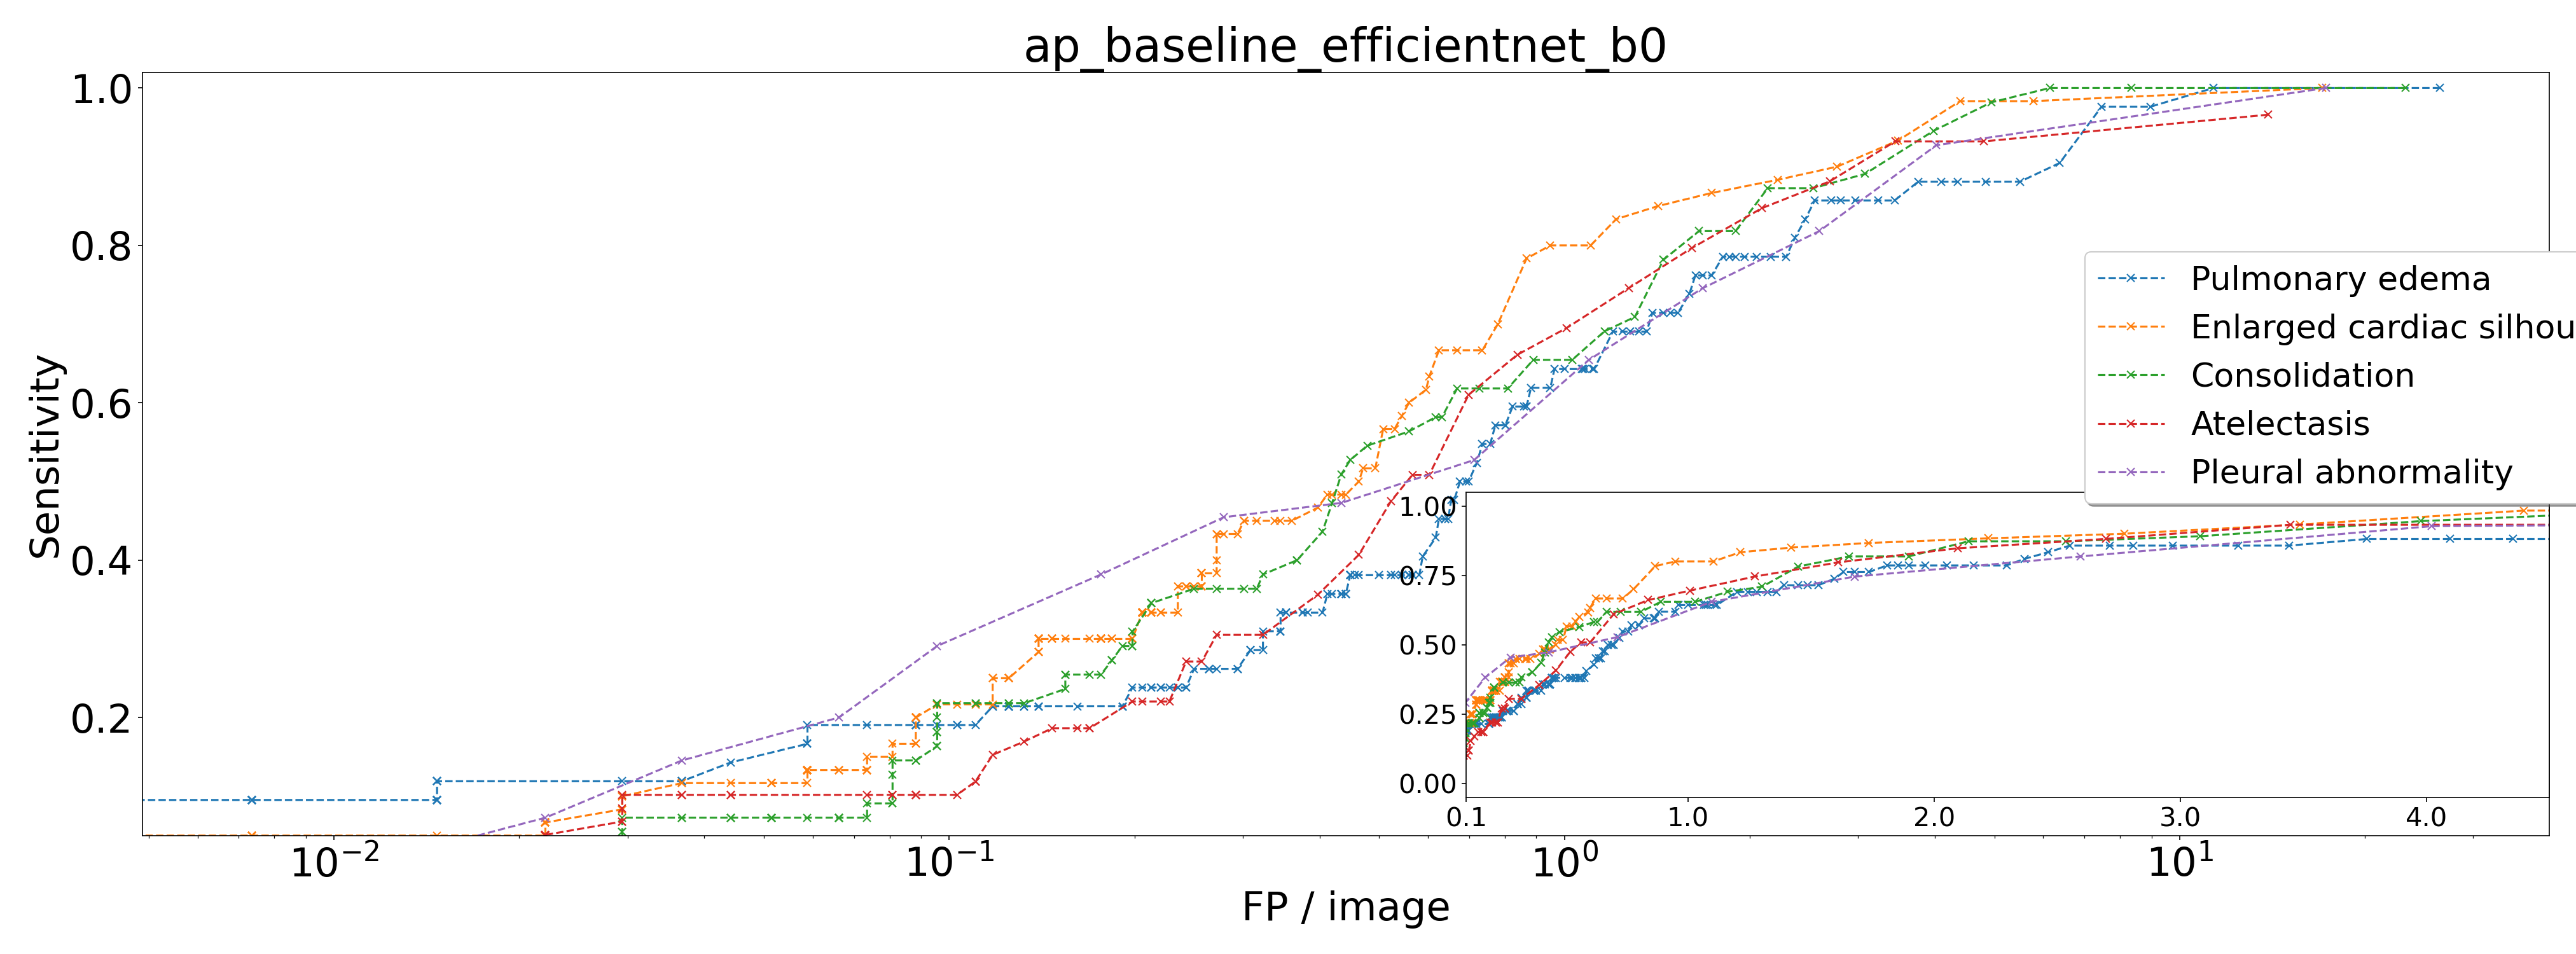 ap_baseline_efficientnet_b0
1.0
0.8
0.6
0.4
0.2
Sensitivity
Pulmonary edema
Enlarged cardiac silhou
Consolidation
Atelectasis
Pleural abnormality
1.00
0.75
0.50
0.25
0.00
0.1 1.0 2.0 3.0 4.0
10⁻² 10⁻¹ 10⁰ 10¹
FP / image